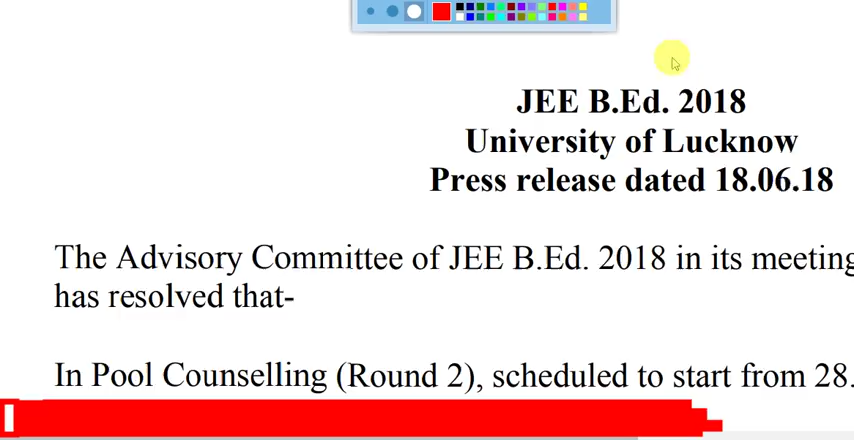 JEE B.Ed. 2018
University of Lucknow
Press release dated 18.06.18
The Advisory Committee of JEE B.Ed. 2018 in its meeting
has resolved that-
In Pool Counselling (Round 2), scheduled to start from 28.